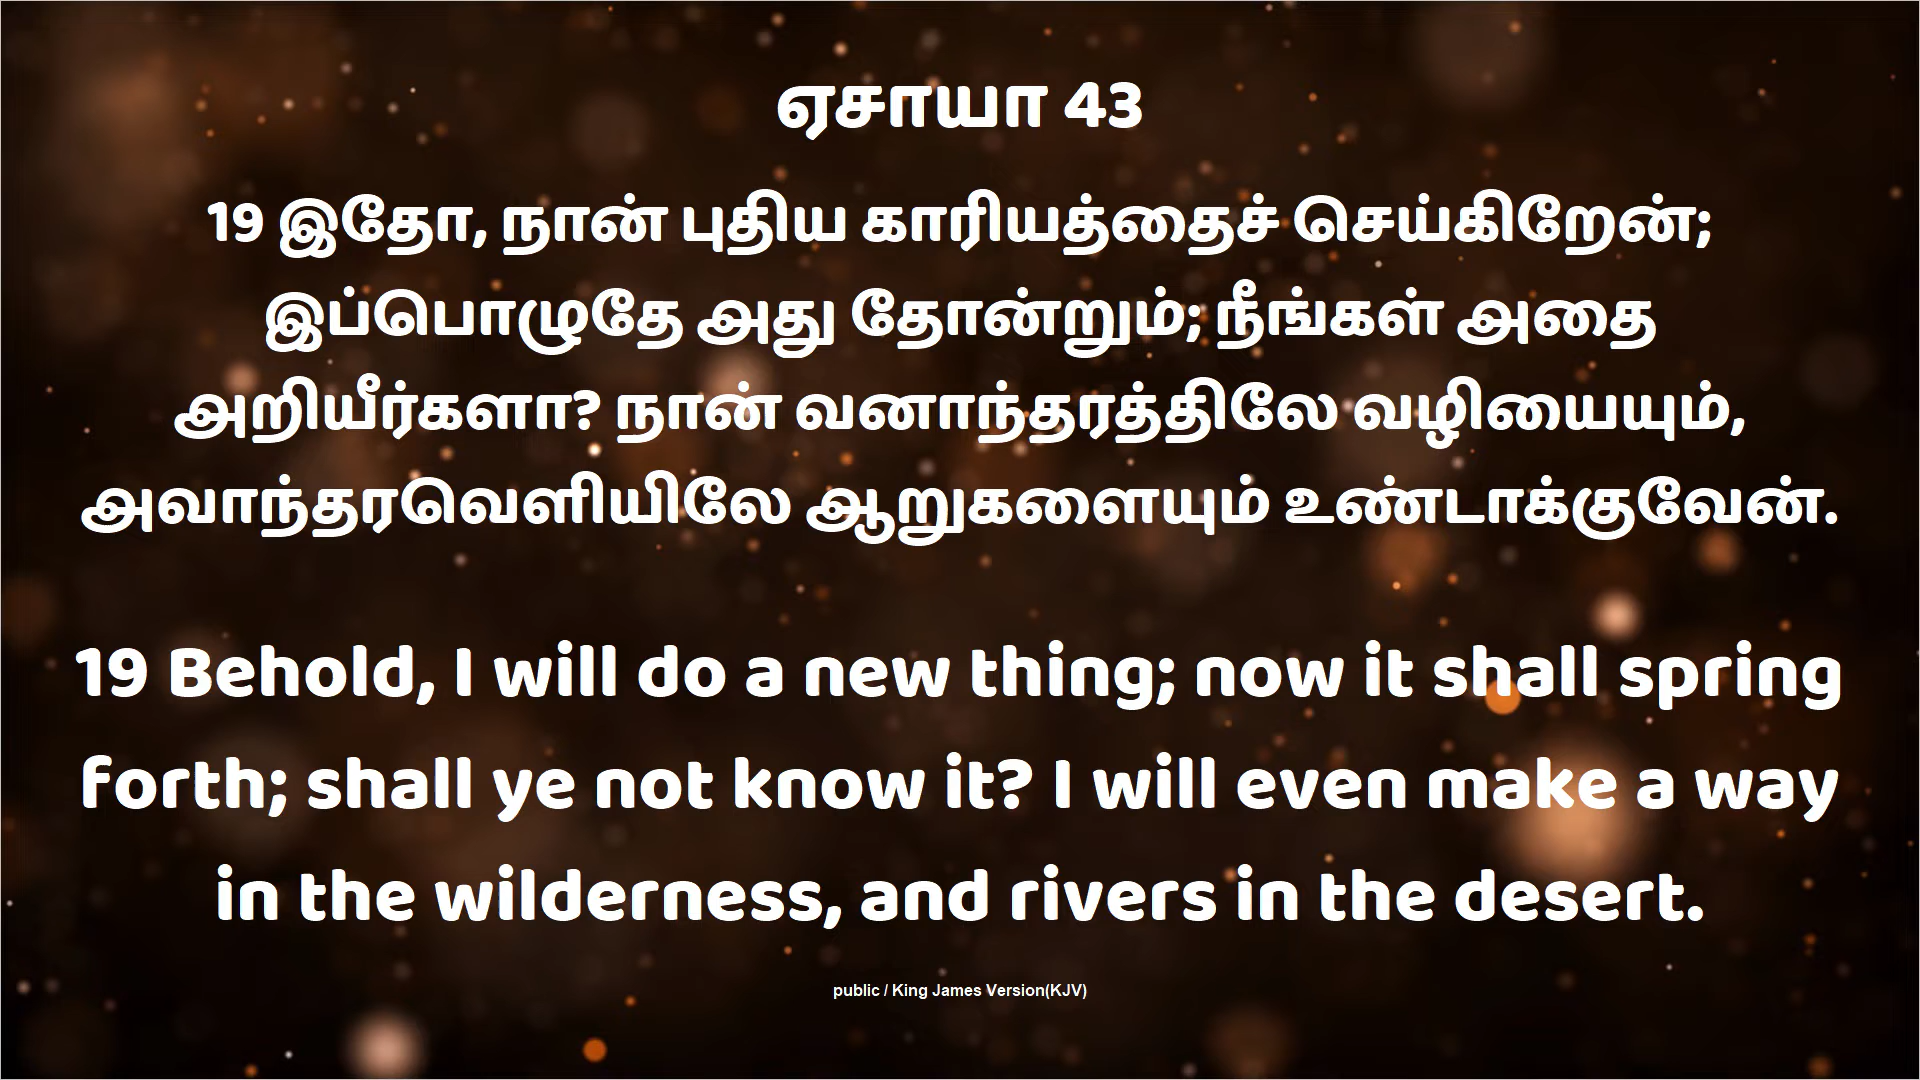 ஏசாயா 43
19 இதோ, நான் புதிய காரியத்தைச் செய்கிறேன்;
இப்பொழுதே அது தோன்றும்; நீங்கள் அதை
அறியீர்களா? நான் வனாந்தரத்திலே வழியையும்,
அவாந்தரவெளியிலே ஆறுகளையும் உண்டாக்குவேன்.
19 Behold, I will do a new thing; now it shall spring
forth; shall ye not know it? I will even make a way
in the wilderness, and rivers in the desert.
public / King James Version(KJV)